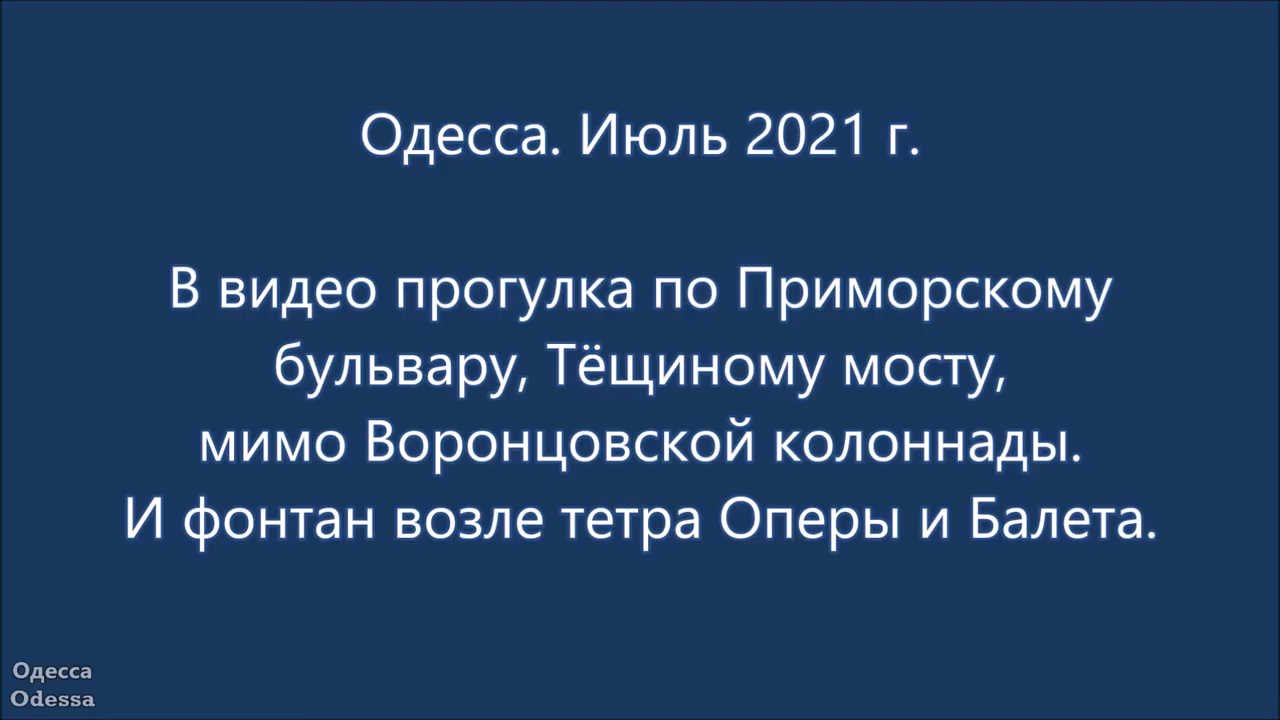 Одесса. Июль 2021 г.
В видео прогулка по Приморскому
бульвару, Тёщиному мосту,
мимо Воронцовской колоннады.
И фонтан возле тетра Оперы и Балета.
Одесса
Odessa